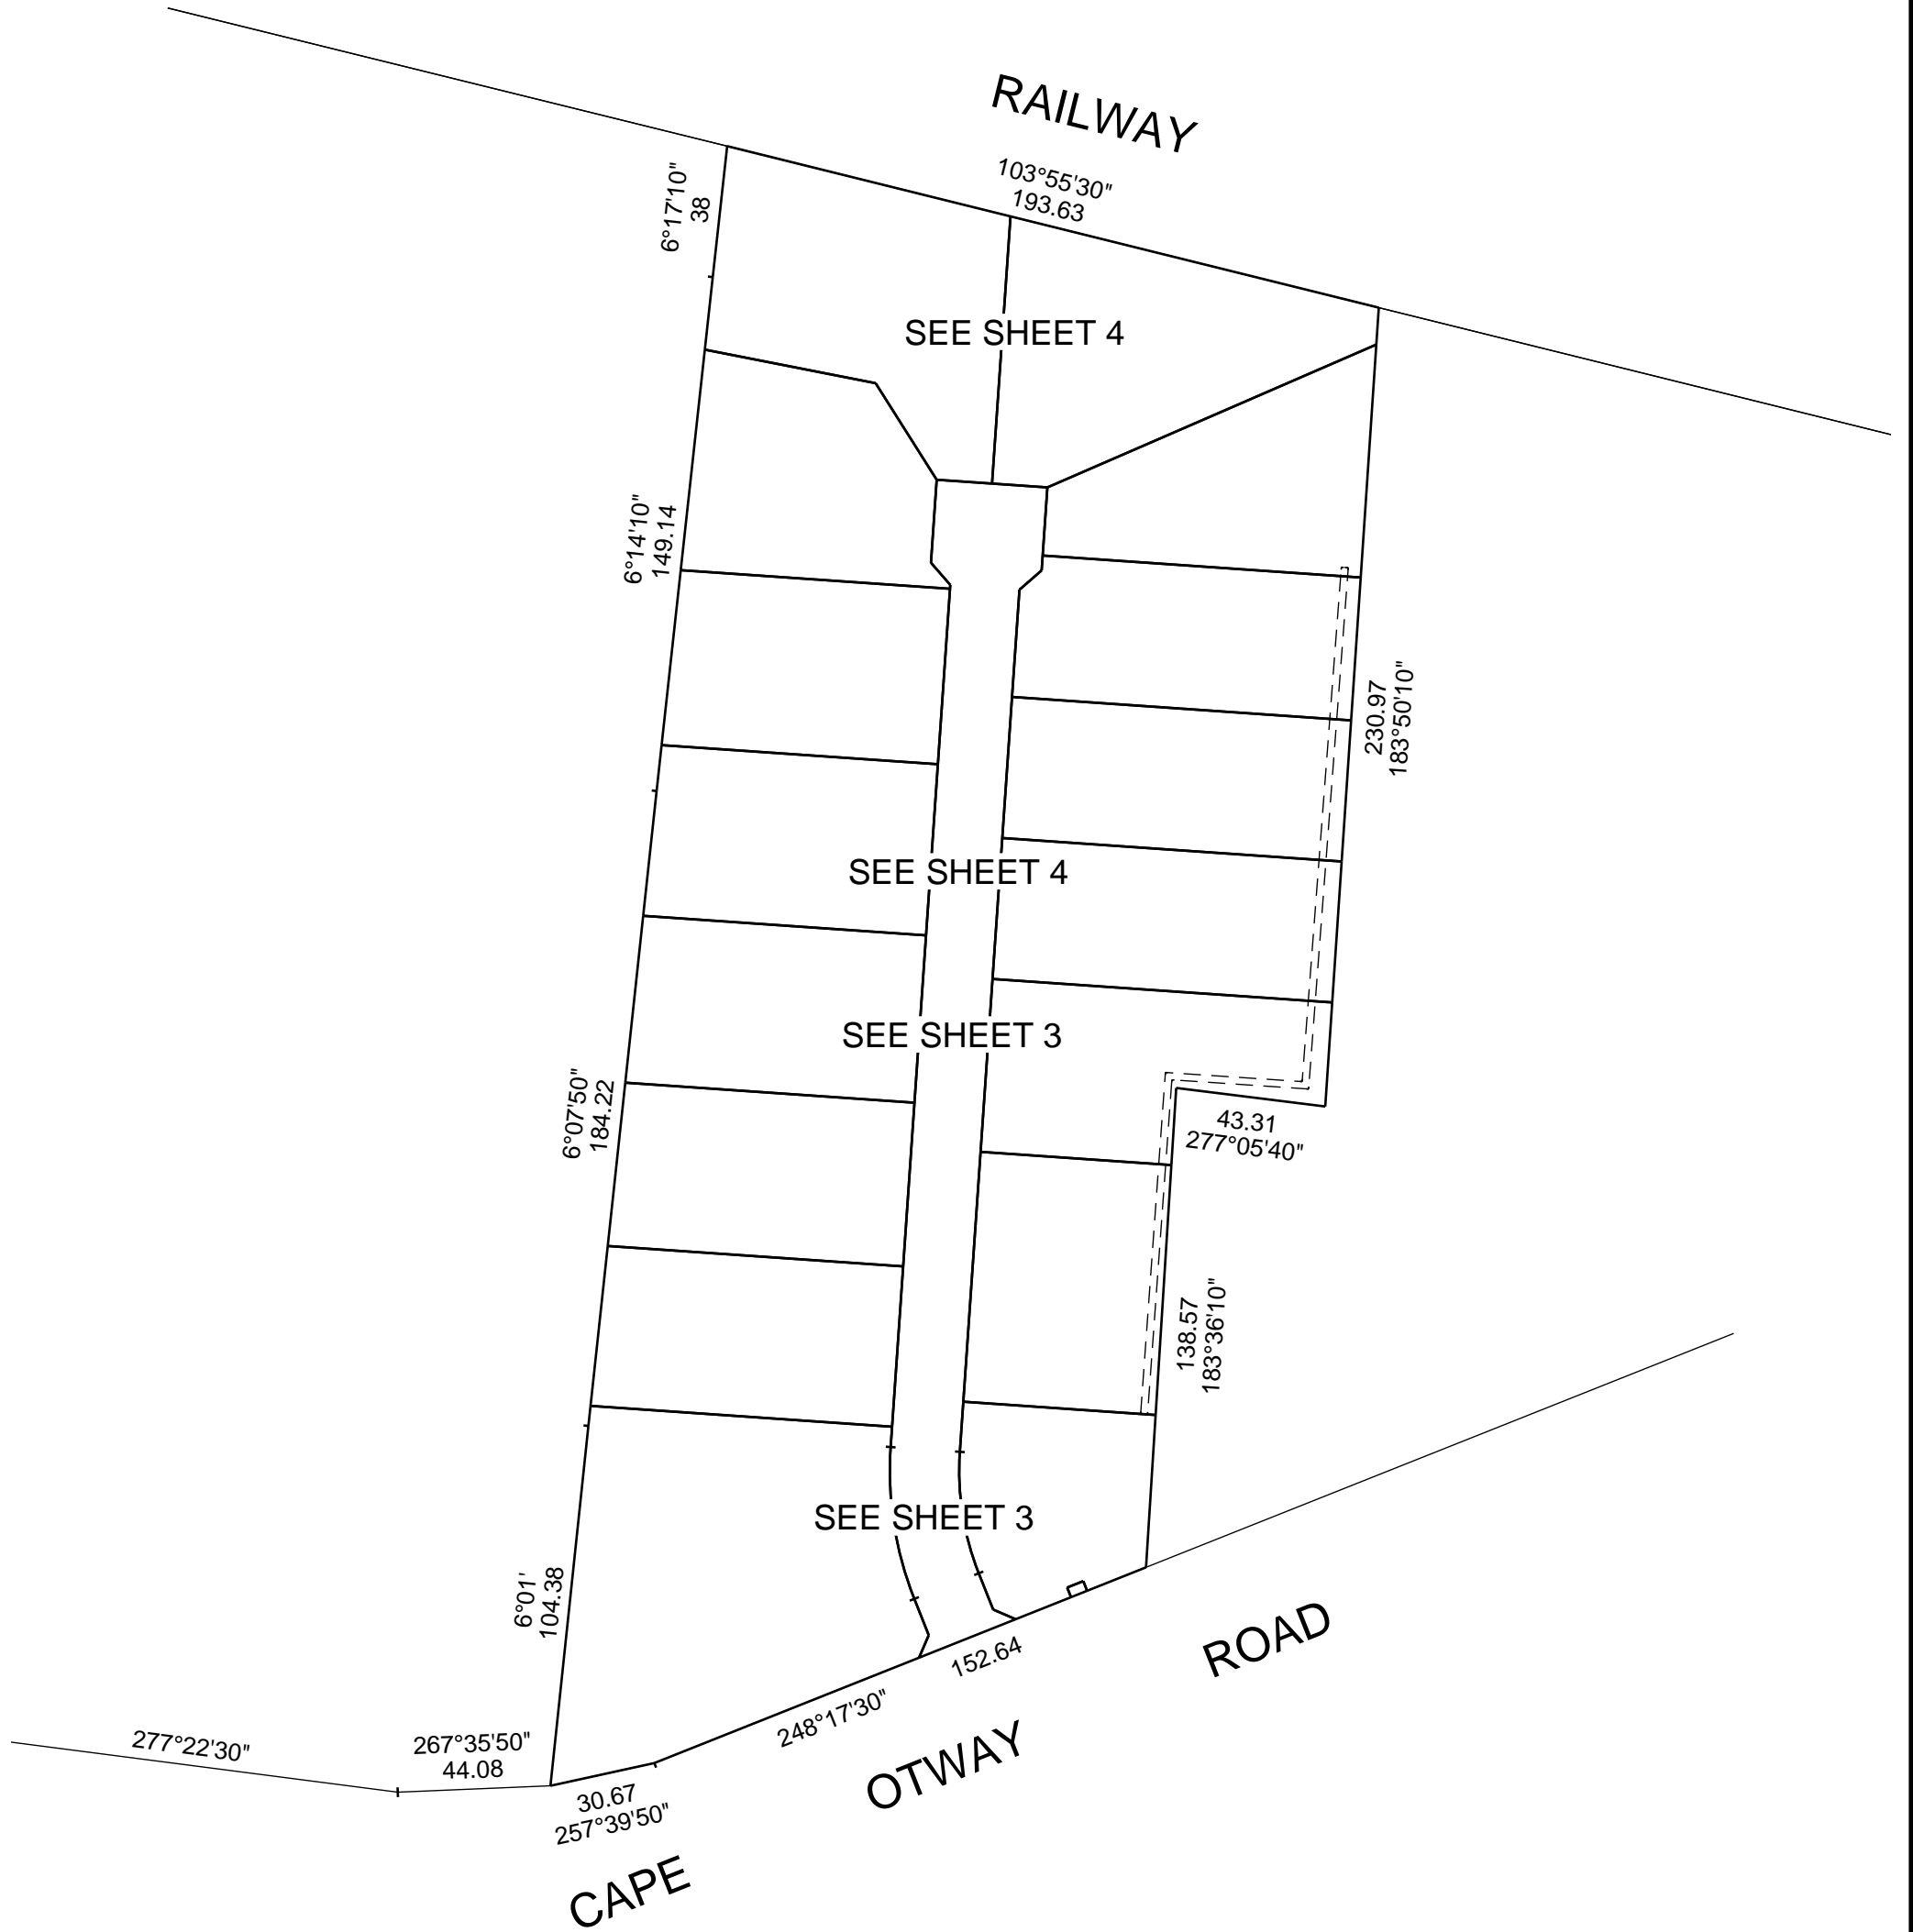 RAILWAY
103°55'30"
193.63
6°17'10"
38
SEE SHEET 4
6°14'10"
149.14
230.97
183°50'10"
SEE SHEET 4
SEE SHEET 3
6°07'50"
184.22
43.31
277°05'40"
138.57
183°36'10"
SEE SHEET 3
6°01'
104.38
152.64
248°17'30"
277°22'30"
267°35'50"
44.08
30.67
257°39'50"
CAPE
OTWAY
ROAD